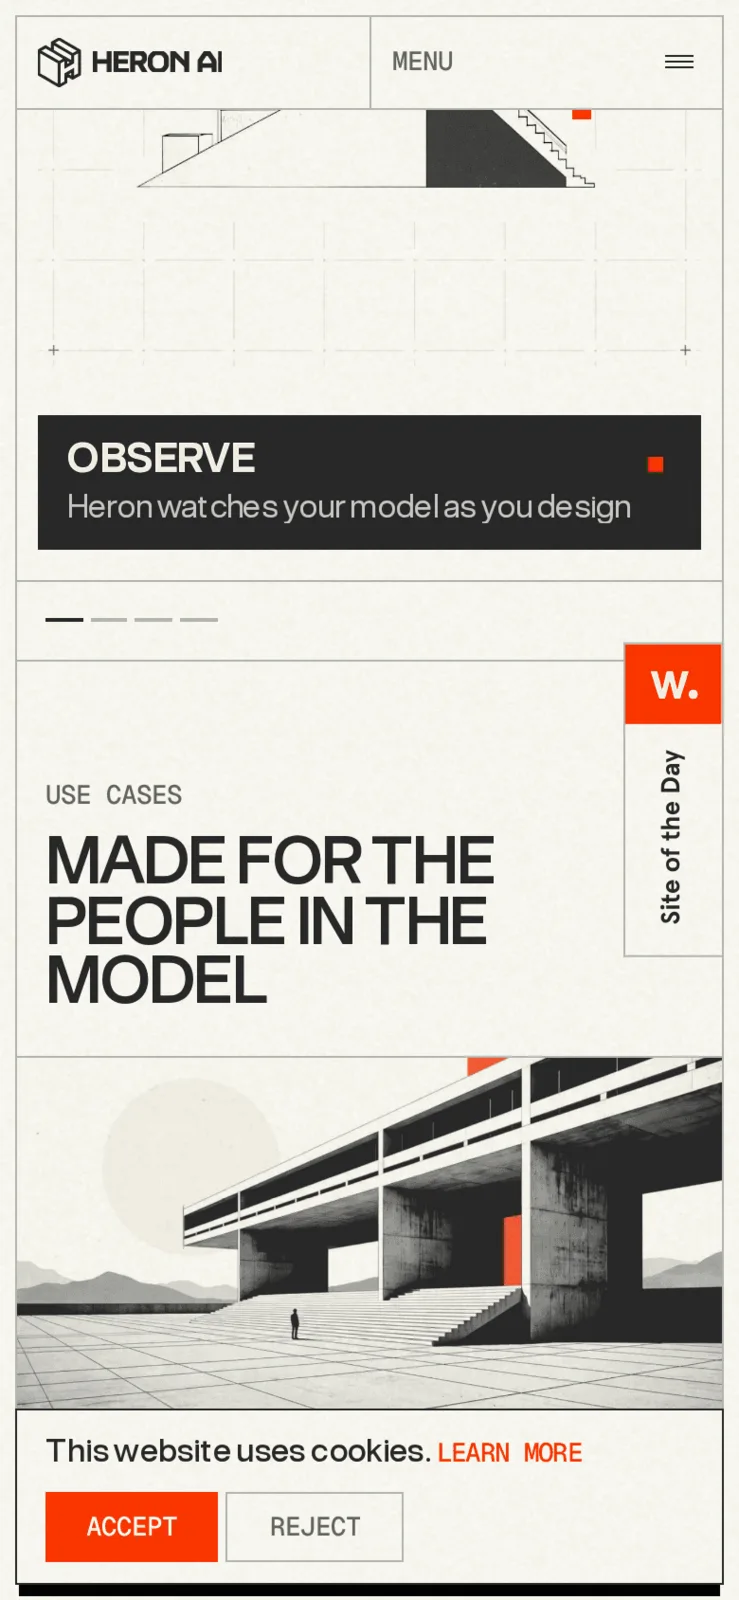 HERON AI
MENU
OBSERVE
Heron watches your model as you design
W.
Site of the Day
USE CASES
MADE FOR THE
PEOPLE IN THE
MODEL
This website uses cookies. LEARN MORE
ACCEPT
REJECT